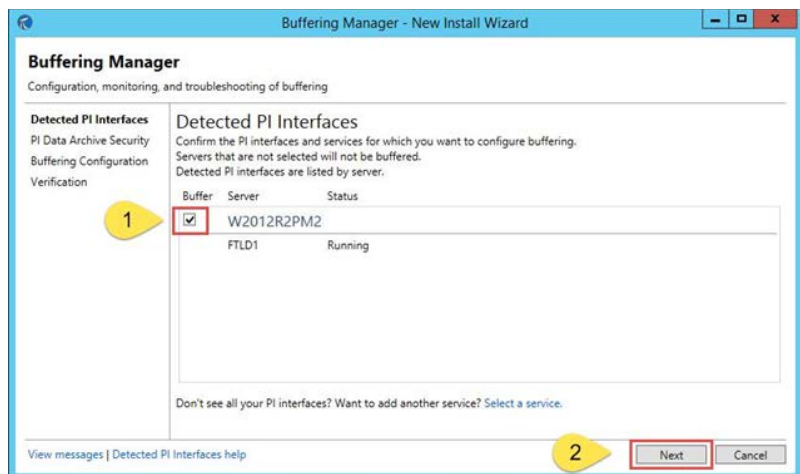 Buffering Manager - New Install Wizard
Buffering Manager
Configuration, monitoring, and troubleshooting of buffering
Detected PI Interfaces
PI Data Archive Security
Buffering Configuration
Verification
Detected PI Interfaces
Confirm the PI interfaces and services for which you want to configure buffering.
Servers that are not selected will not be buffered.
Detected PI interfaces are listed by server.
Buffer Server Status
1
W2012R2PM2
FTLD1 Running
Don't see all your PI interfaces? Want to add another service? Select a service.
View messages | Detected PI Interfaces help
2
Next
Cancel